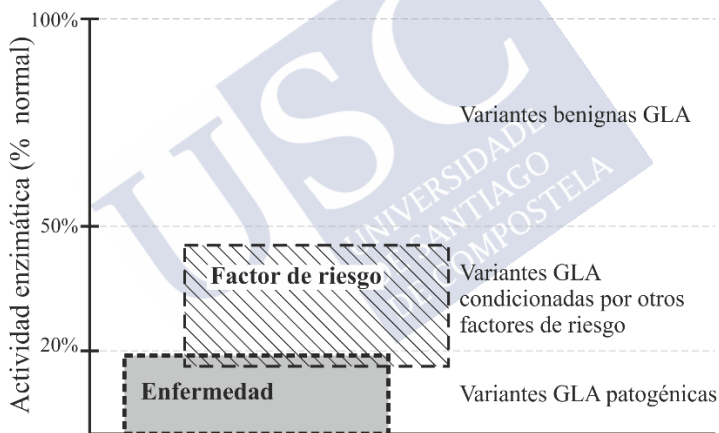 100%
Variantes benignas GLA
50%
Factor de riesgo
Variantes GLA
condicionadas por otros
factores de riesgo
20%
Enfermedad
Variantes GLA patogénicas
Actividad enzimática (% normal)
USC
UNIVERSIDADE
DE SANTIAGO
DE COMPOSTELA